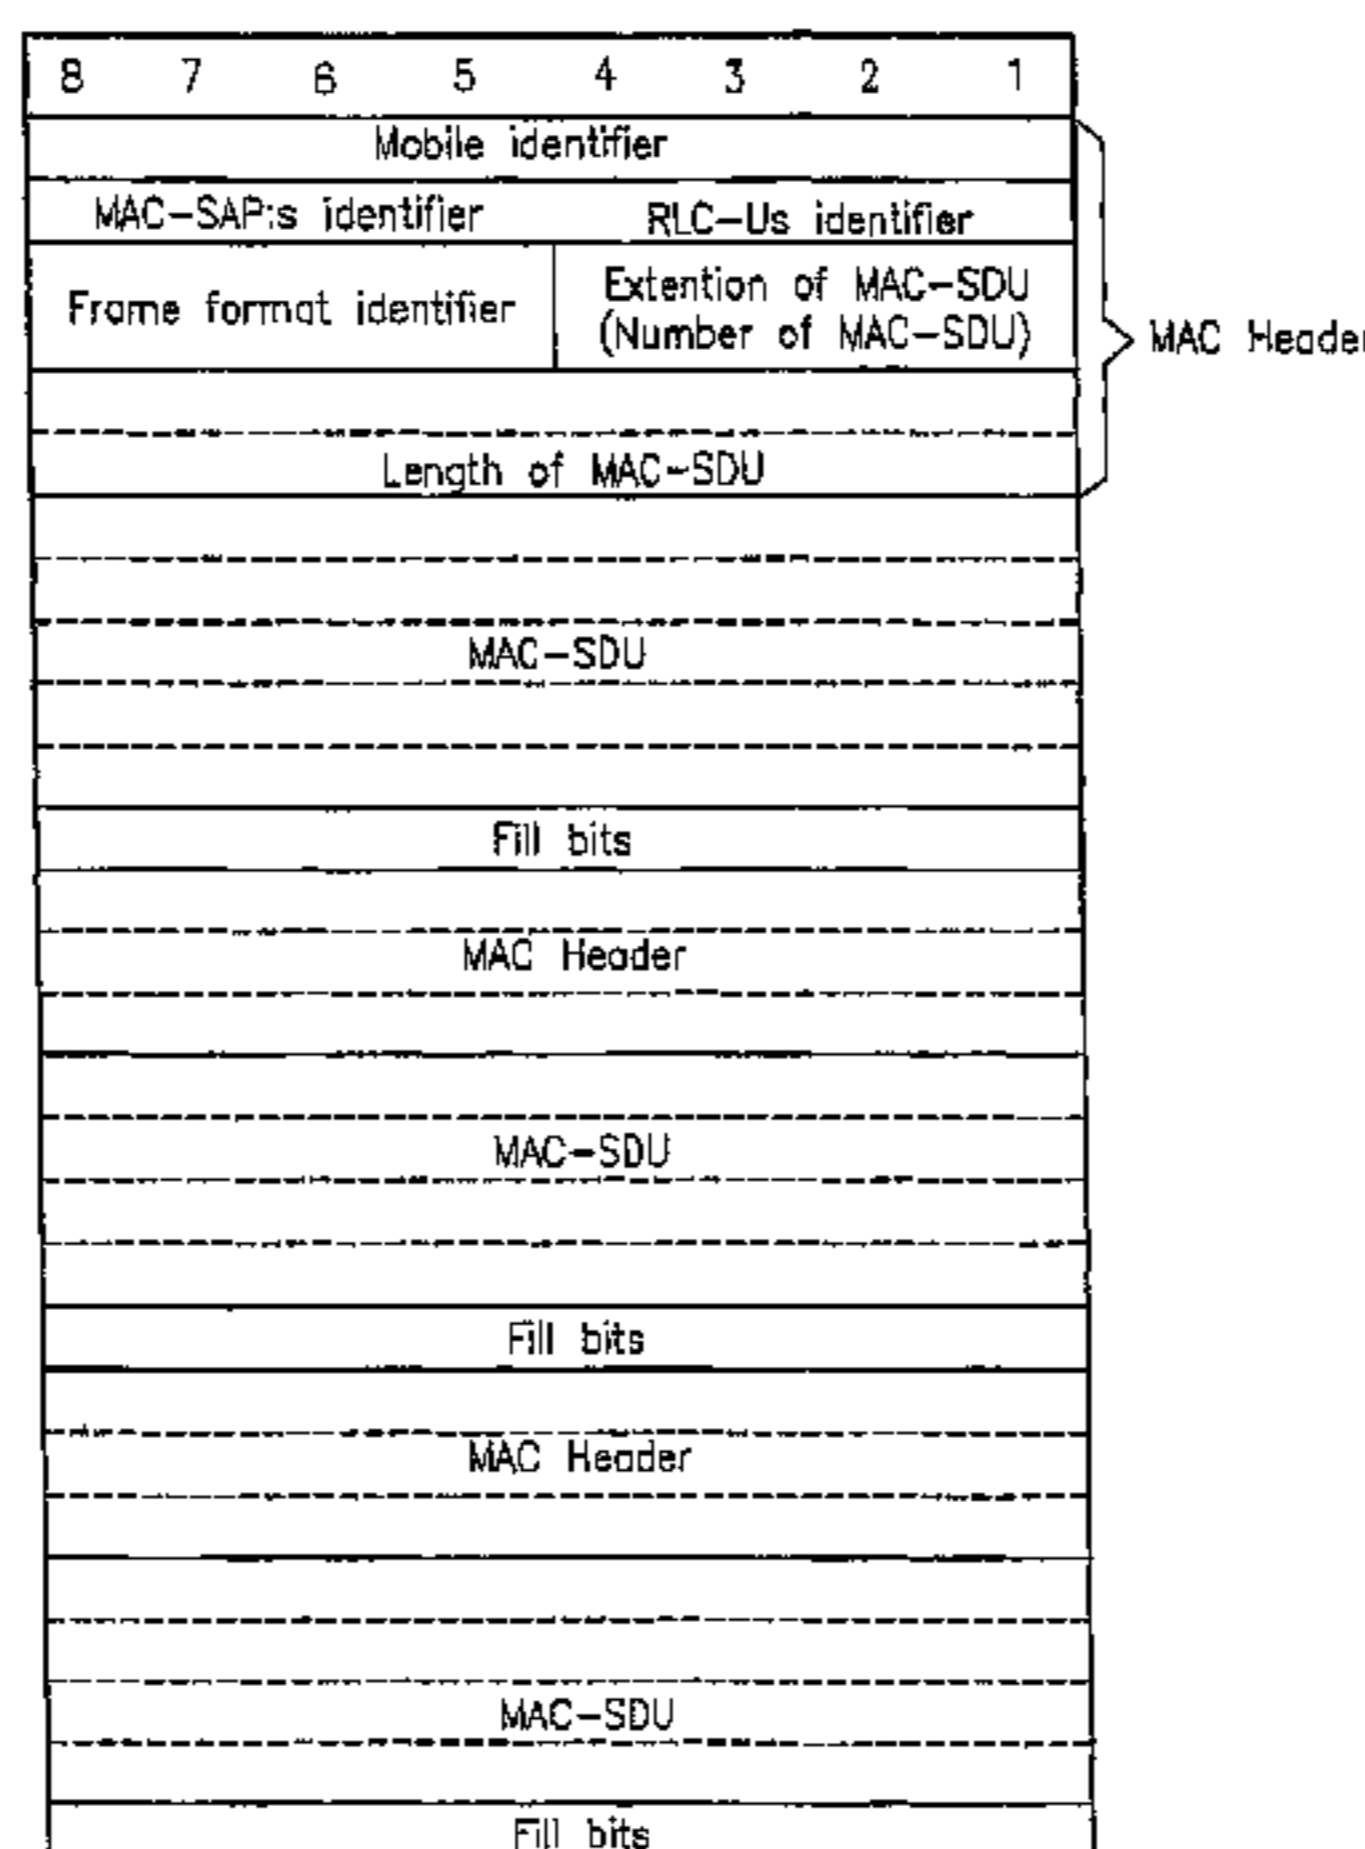 8 7 6 5 4 3 2 1
Mobile identifier
MAC-SAP:s identifier RLC-Us identifier
Frame format identifier
Extention of MAC-SDU
(Number of MAC-SDU)
MAC Header
Length of MAC-SDU
MAC-SDU
Fill bits
MAC Header
MAC-SDU
Fill bits
MAC Header
MAC-SDU
Fill bits